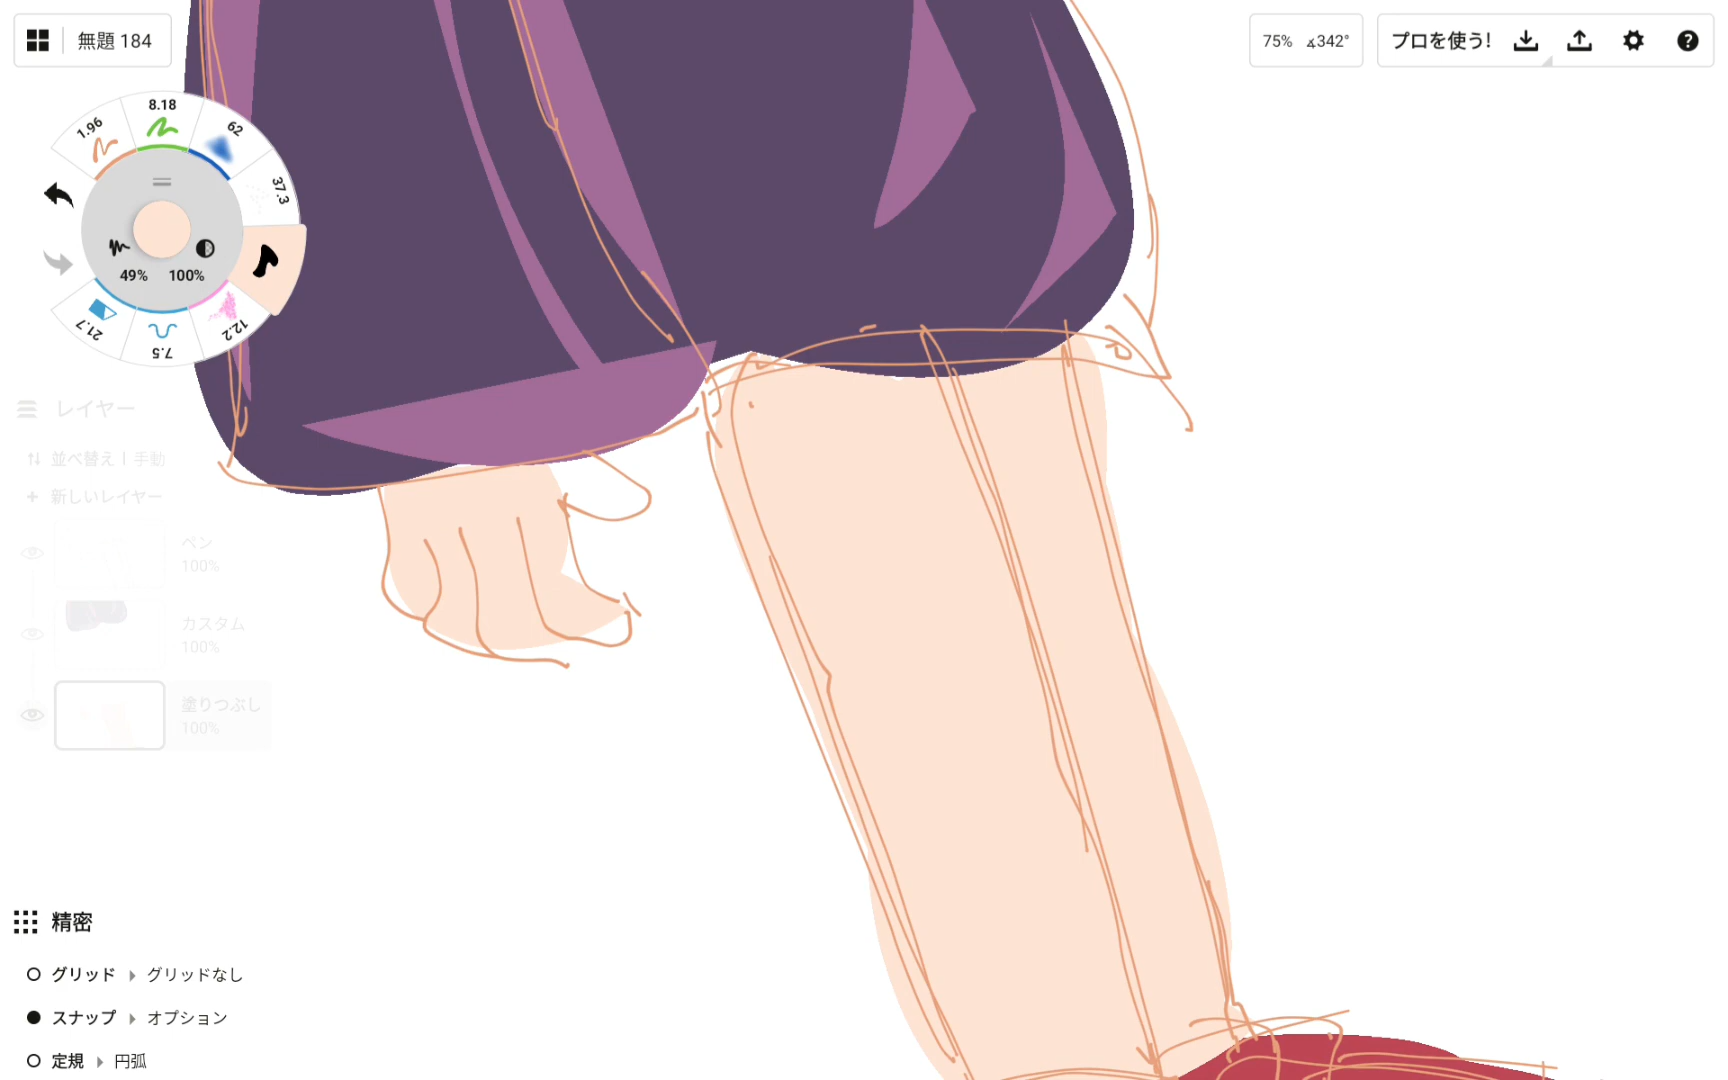 無題 184
75% ∡342° プロを使う!
8.18
1.96
62
37.3
49% 100%
21.7
7.5
12.2
レイヤー
並べ替え | 手動
+ 新しいレイヤー
ペン
100%
カスタム
100%
塗りつぶし
100%
精密
グリッド ▸ グリッドなし
スナップ ▸ オプション
定規 ▸ 円弧